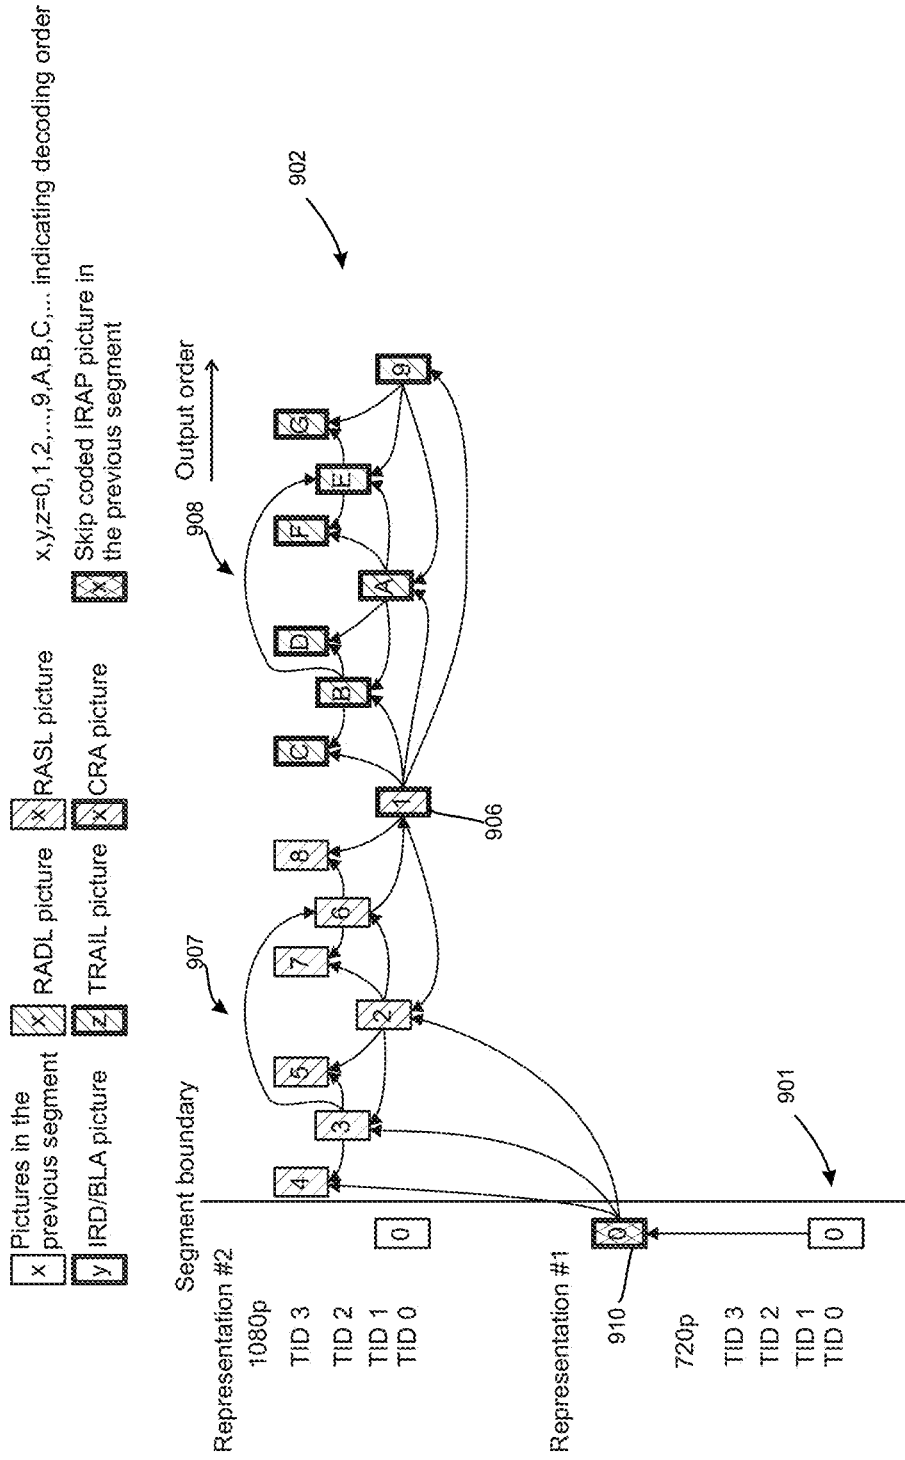 x Pictures in the
previous segment
x RADL picture
x RASL picture
x,y,z=0,1,2,...,9,A,B,C,... indicating decoding order
y IRD/BLA picture
z TRAIL picture
x CRA picture
x Skip coded IRAP picture in
the previous segment
Segment boundary
Output order
Representation #2
1080p
TID 3
TID 2
TID 1
TID 0
907
908
902
4 5 7 8 C D F G
3 6 B E
2 A
0 1 9
906
Representation #1
0
910
720p
TID 3
TID 2
TID 1
TID 0
0
901